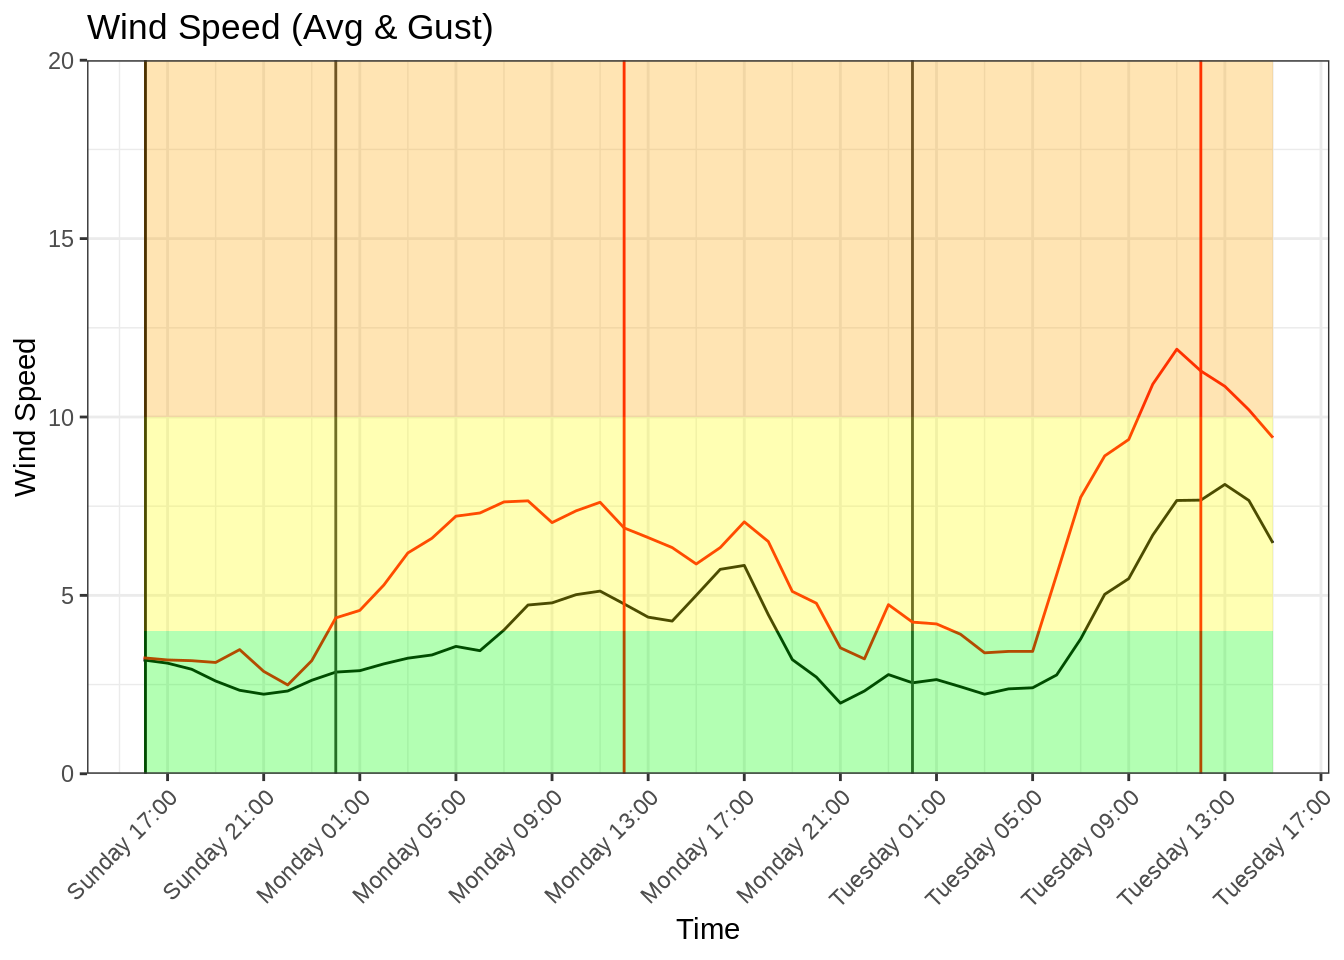 Wind Speed (Avg & Gust)
20
15
10
5
0
Wind Speed
Sunday 17:00
Sunday 21:00
Monday 01:00
Monday 05:00
Monday 09:00
Monday 13:00
Monday 17:00
Monday 21:00
Tuesday 01:00
Tuesday 05:00
Tuesday 09:00
Tuesday 13:00
Tuesday 17:00
Time